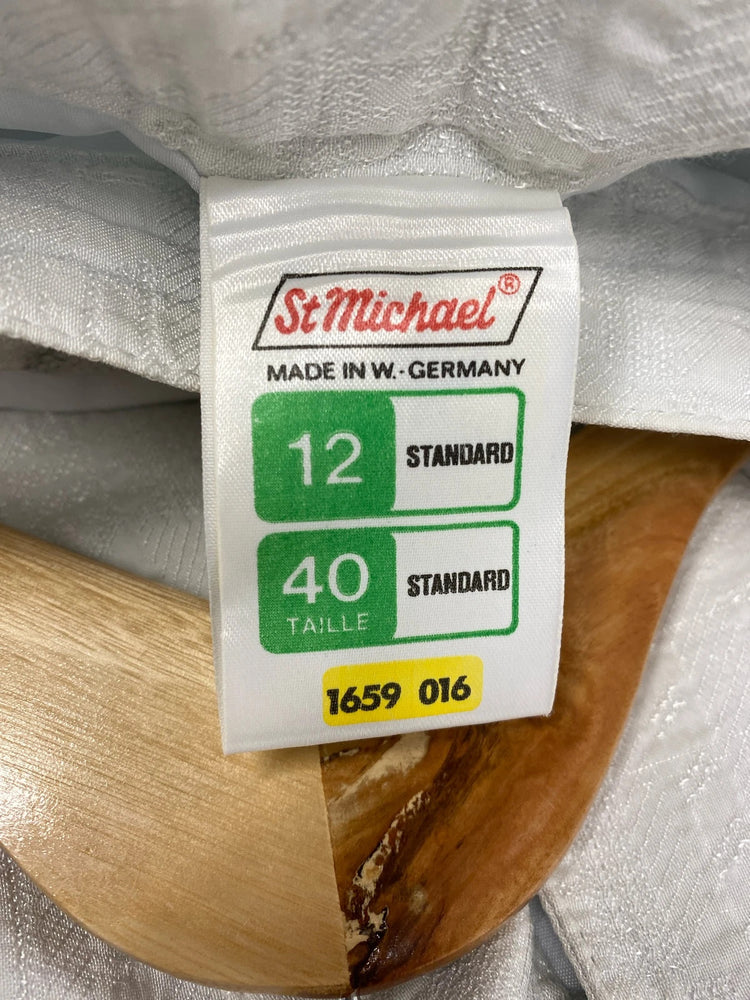 St Michael®
MADE IN W.-GERMANY
12 STANDARD
40 STANDARD
TAILLE
1659 016